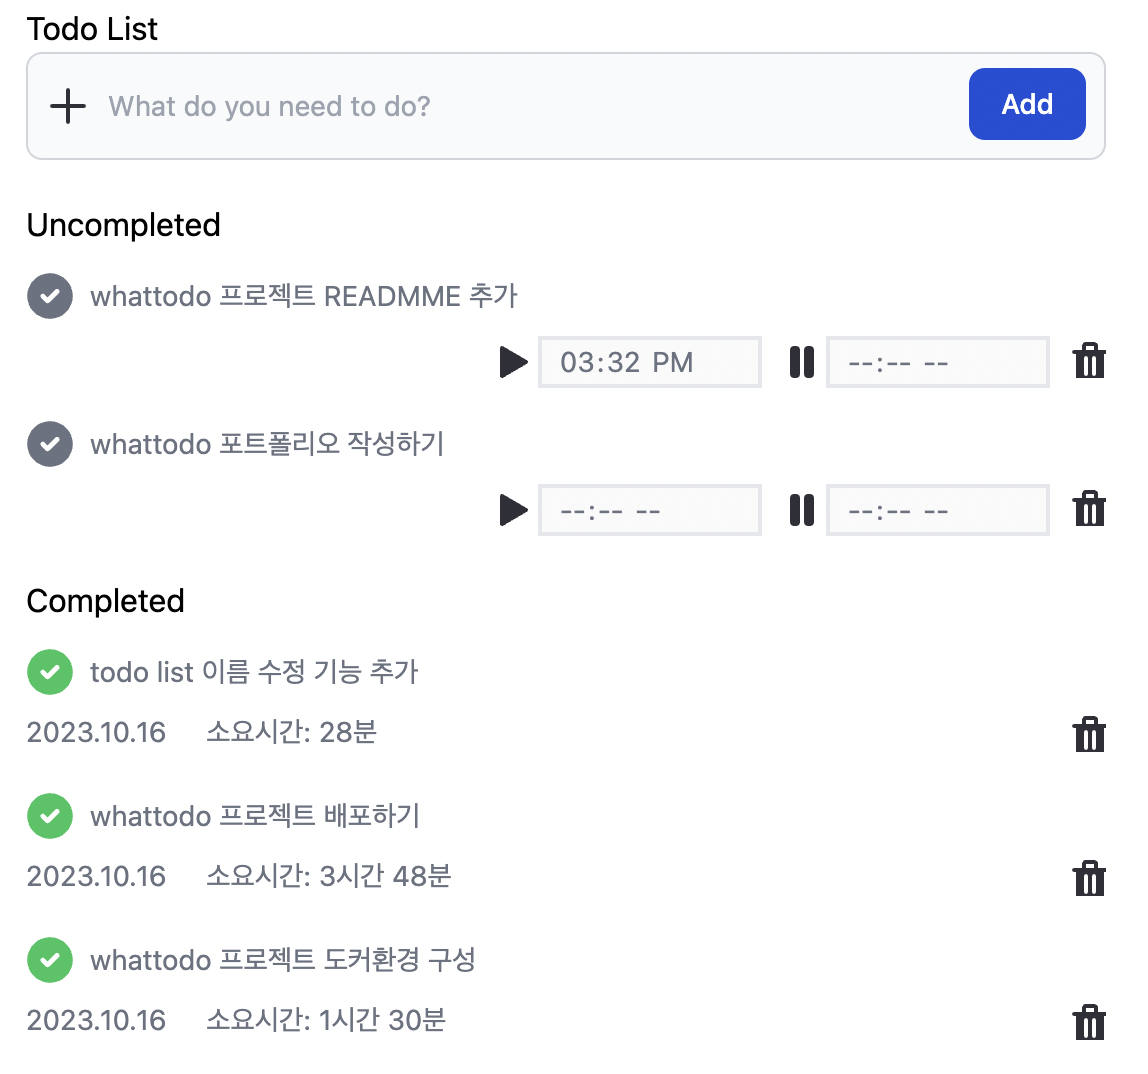 Todo List
What do you need to do? Add
Uncompleted
whattodo 프로젝트 READMME 추가
03:32 PM --:-- --
whattodo 포트폴리오 작성하기
--:-- -- --:-- --
Completed
todo list 이름 수정 기능 추가
2023.10.16 소요시간: 28분
whattodo 프로젝트 배포하기
2023.10.16 소요시간: 3시간 48분
whattodo 프로젝트 도커환경 구성
2023.10.16 소요시간: 1시간 30분